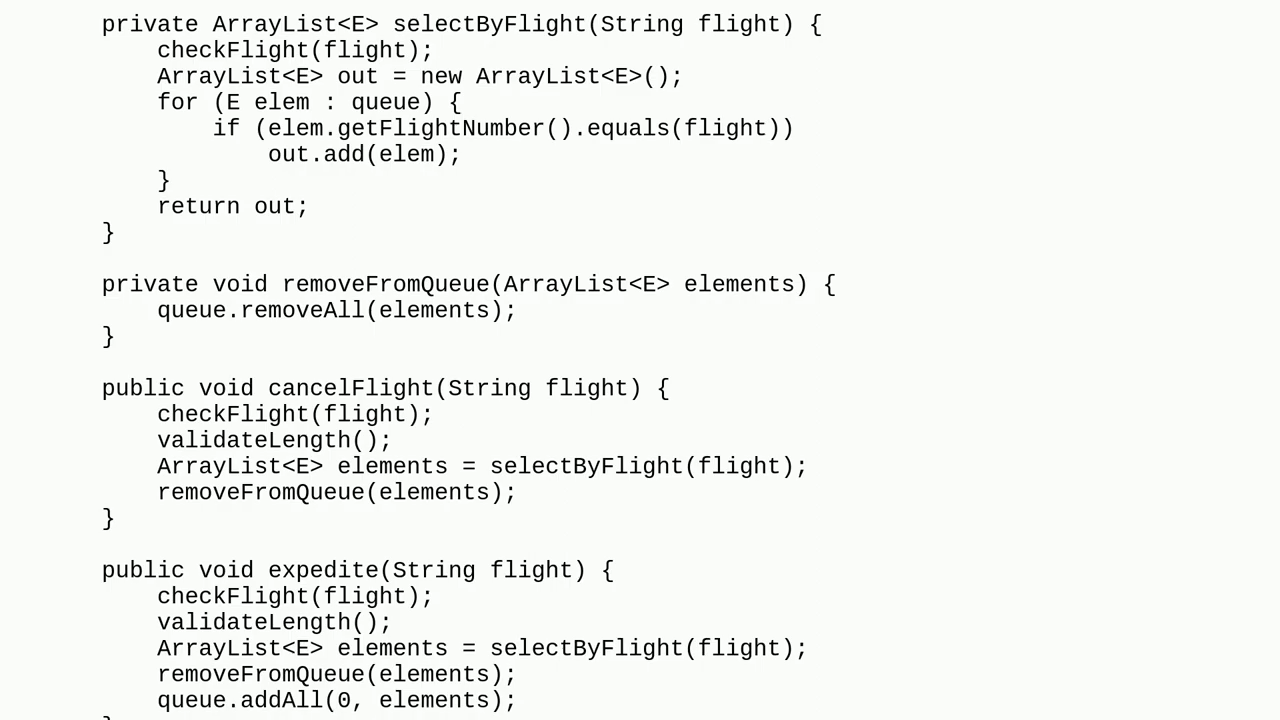 private ArrayList<E> selectByFlight(String flight) {
    checkFlight(flight);
    ArrayList<E> out = new ArrayList<E>();
    for (E elem : queue) {
        if (elem.getFlightNumber().equals(flight))
            out.add(elem);
    }
    return out;
}

private void removeFromQueue(ArrayList<E> elements) {
    queue.removeAll(elements);
}

public void cancelFlight(String flight) {
    checkFlight(flight);
    validateLength();
    ArrayList<E> elements = selectByFlight(flight);
    removeFromQueue(elements);
}

public void expedite(String flight) {
    checkFlight(flight);
    validateLength();
    ArrayList<E> elements = selectByFlight(flight);
    removeFromQueue(elements);
    queue.addAll(0, elements);
}